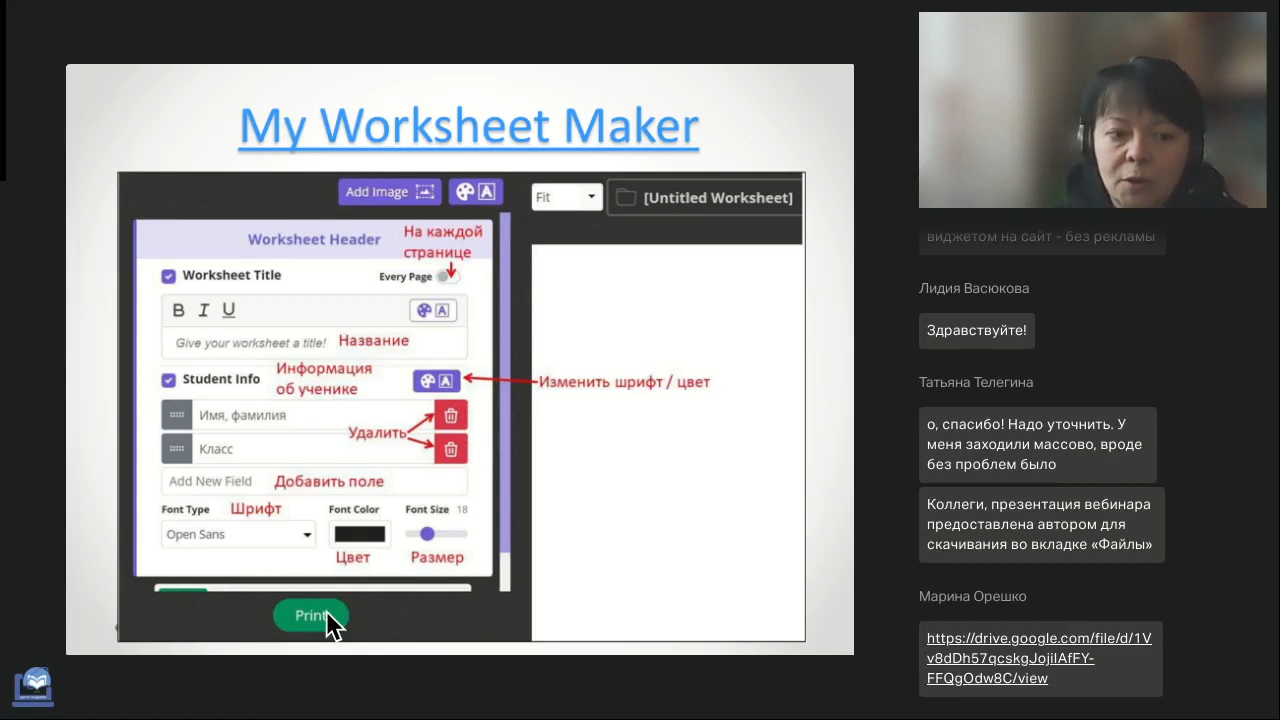 My Worksheet Maker
Add Image
A
Fit
[Untitled Worksheet]
Worksheet Header
На каждой
странице
Worksheet Title
Every Page
B I U
A
Give your worksheet a title!
Название
Student Info
Информация
об ученике
A
Изменить шрифт / цвет
Имя, фамилия
Удалить
Класс
Add New Field
Добавить поле
Font Type
Шрифт
Font Color
Font Size 18
Open Sans
Цвет
Размер
Print
виджетом на сайт - без рекламы
Лидия Васюкова
Здравствуйте!
Татьяна Телегина
о, спасибо! Надо уточнить. У
меня заходили массово, вроде
без проблем было
Коллеги, презентация вебинара
предоставлена автором для
скачивания во вкладке «Файлы»
Марина Орешко
https://drive.google.com/file/d/1V
v8dDh57qcskgJojilAfFY-
FFQgOdw8C/view